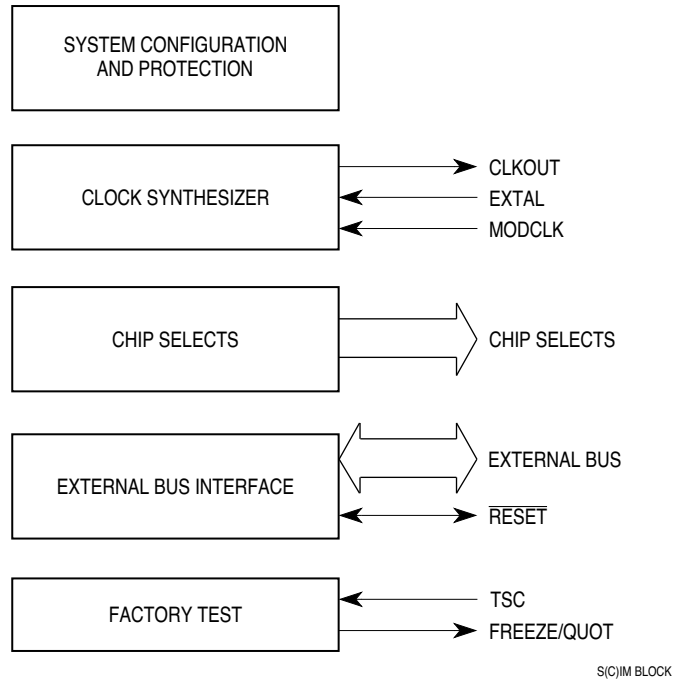 SYSTEM CONFIGURATION
AND PROTECTION
CLOCK SYNTHESIZER
CLKOUT
EXTAL
MODCLK
CHIP SELECTS
CHIP SELECTS
EXTERNAL BUS INTERFACE
EXTERNAL BUS
RESET
FACTORY TEST
TSC
FREEZE/QUOT
S(C)IM BLOCK